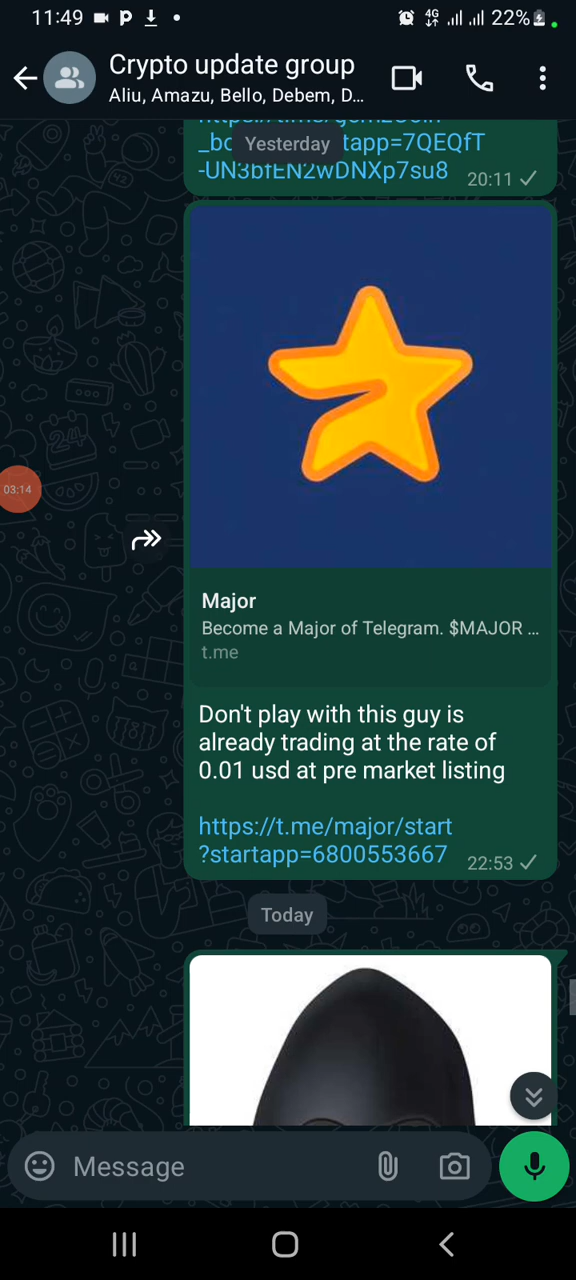 11:49
4G
22%
Crypto update group
Aliu, Amazu, Bello, Debem, D...
Yesterday
tapp=7QEQfT
-UN3bfEN2wDNXp7su8 20:11
03:14
Major
Become a Major of Telegram. $MAJOR ...
t.me
Don't play with this guy is
already trading at the rate of
0.01 usd at pre market listing
https://t.me/major/start
?startapp=6800553667 22:53
Today
Message